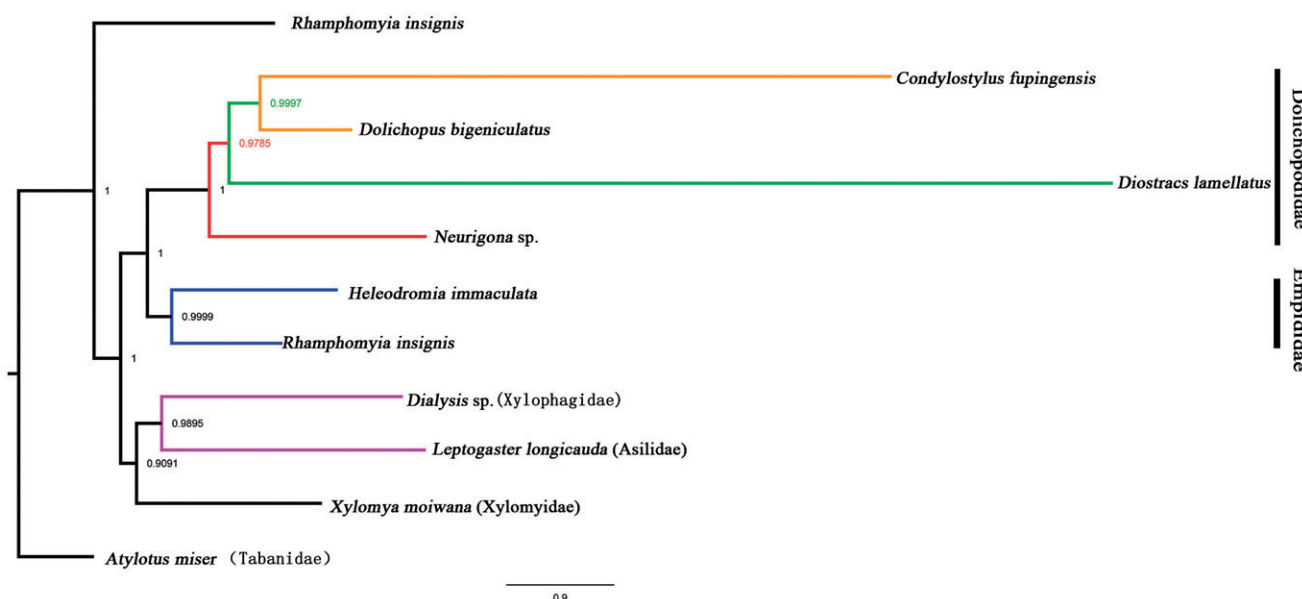 Rhamphomyia insignis
Condylostylus fupingensis
0.9997
Dolichopus bigeniculatus
0.9785
Diostracs lamellatus
1
1
Neurigona sp.
Dolichopodidae
1
Heleodromia immaculata
0.9999
Rhamphomyia insignis
Empididae
1
Dialysis sp.(Xylophagidae)
0.9895
Leptogaster longicauda (Asilidae)
0.9091
Xylomya moiwana (Xylomyidae)
Atylotus miser (Tabanidae)
0.9